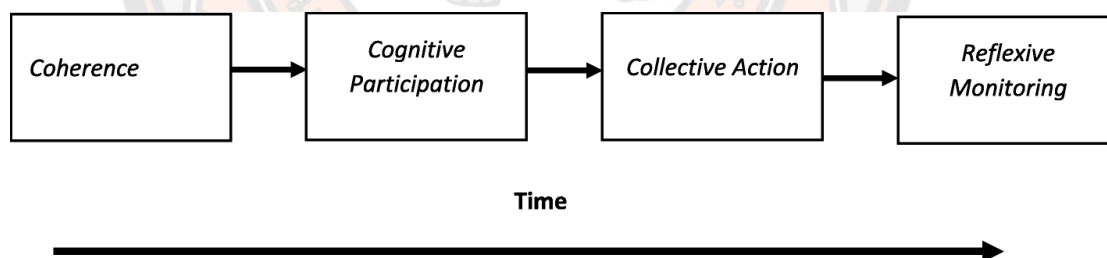 Coherence
Cognitive
Participation
Collective Action
Reflexive
Monitoring
Time